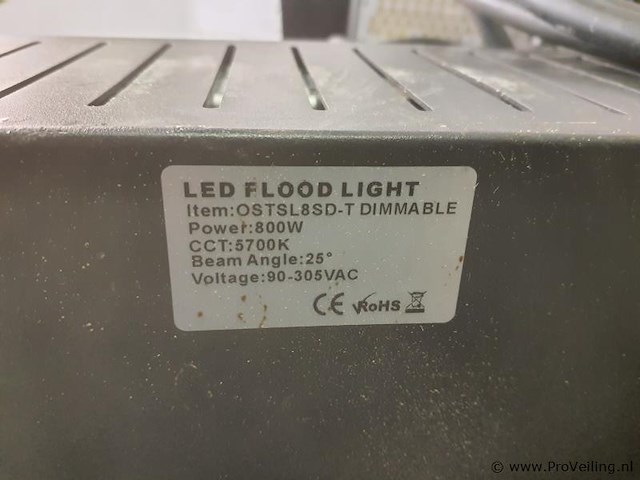 LED FLOOD LIGHT
Item:OSTSL8SD-T DIMMABLE
Power:800W
CCT:5700K
Beam Angle:25°
Voltage:90-305VAC
CE RoHS
© www.ProVeiling.nl